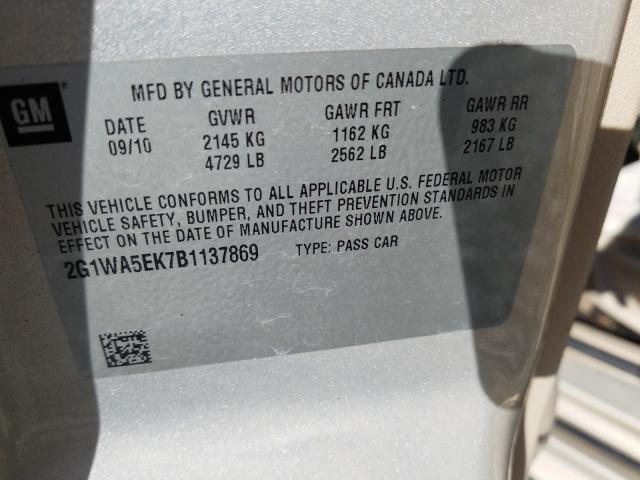 MFD BY GENERAL MOTORS OF CANADA LTD.
GM ®
DATE GVWR GAWR FRT GAWR RR
09/10 2145 KG 1162 KG 983 KG
4729 LB 2562 LB 2167 LB
THIS VEHICLE CONFORMS TO ALL APPLICABLE U.S. FEDERAL MOTOR
VEHICLE SAFETY, BUMPER, AND THEFT PREVENTION STANDARDS IN
EFFECT ON THE DATE OF MANUFACTURE SHOWN ABOVE.
2G1WA5EK7B1137869 TYPE: PASS CAR